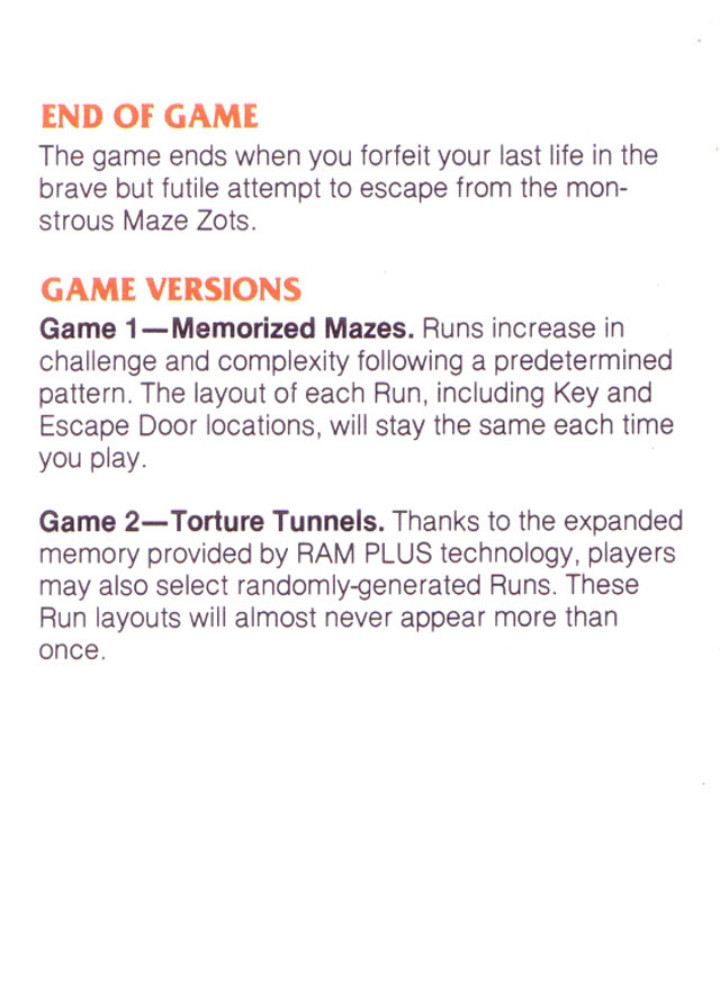 END OF GAME
The game ends when you forfeit your last life in the
brave but futile attempt to escape from the mon-
strous Maze Zots.
GAME VERSIONS
Game 1—Memorized Mazes. Runs increase in
challenge and complexity following a predetermined
pattern. The layout of each Run, including Key and
Escape Door locations, will stay the same each time
you play.
Game 2—Torture Tunnels. Thanks to the expanded
memory provided by RAM PLUS technology, players
may also select randomly-generated Runs. These
Run layouts will almost never appear more than
once.